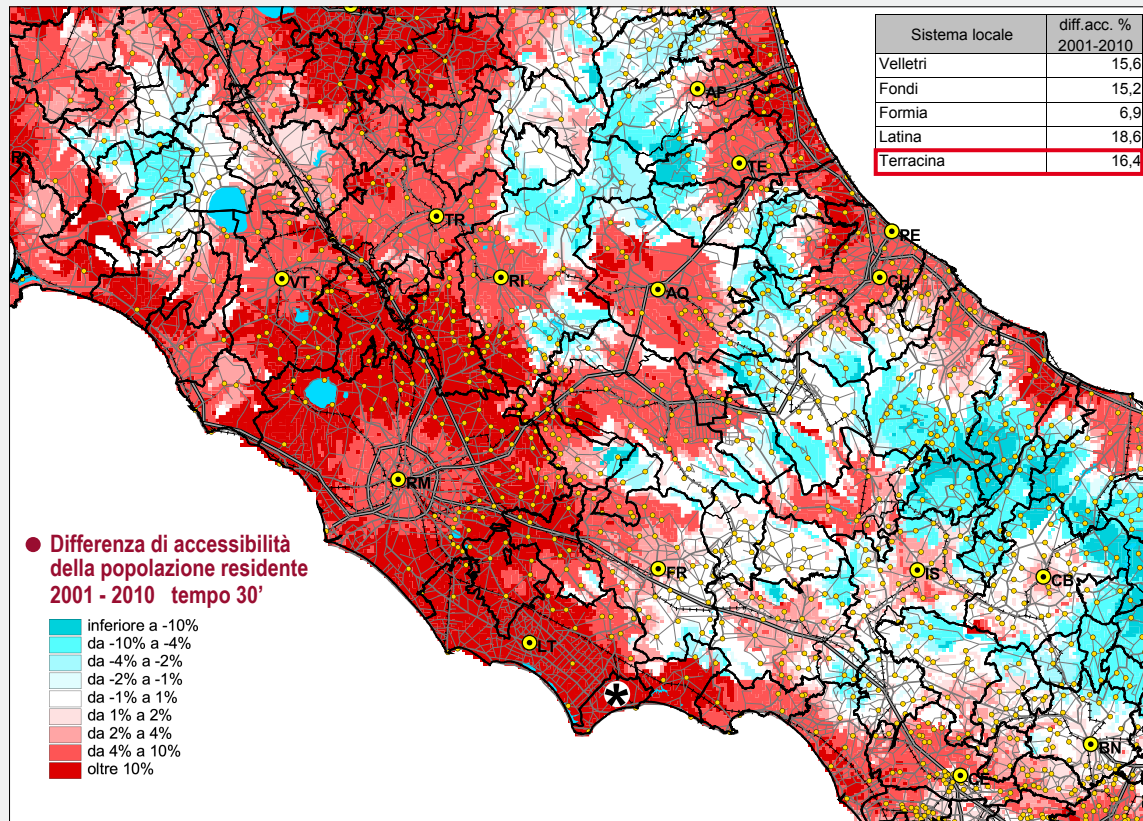 Sistema locale diff.acc. % 2001-2010
Velletri 15,6
Fondi 15,2
Formia 6,9
Latina 18,6
Terracina 16,4
AP
TE
R
TR
PE
VT
RI
AQ
CH
RM
FR
IS
CB
LT
*
BN
CE
Differenza di accessibilità
della popolazione residente
2001 - 2010 tempo 30'
inferiore a -10%
da -10% a -4%
da -4% a -2%
da -2% a -1%
da -1% a 1%
da 1% a 2%
da 2% a 4%
da 4% a 10%
oltre 10%